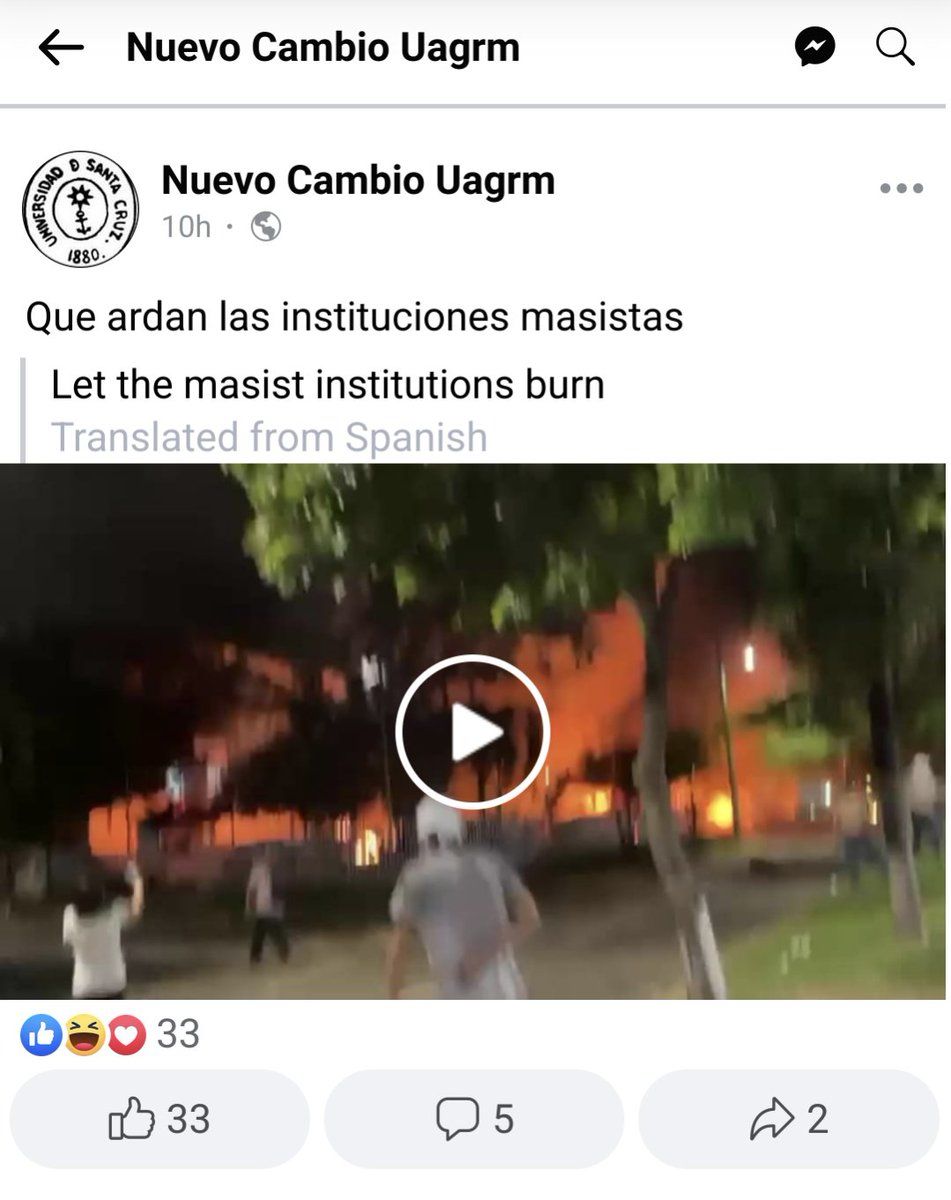 Nuevo Cambio Uagrm
UNIVERSIDAD D SANTA CRUZ.
1880.
Nuevo Cambio Uagrm
10h ·
Que ardan las instituciones masistas
Let the masist institutions burn
Translated from Spanish
33
33
5
2